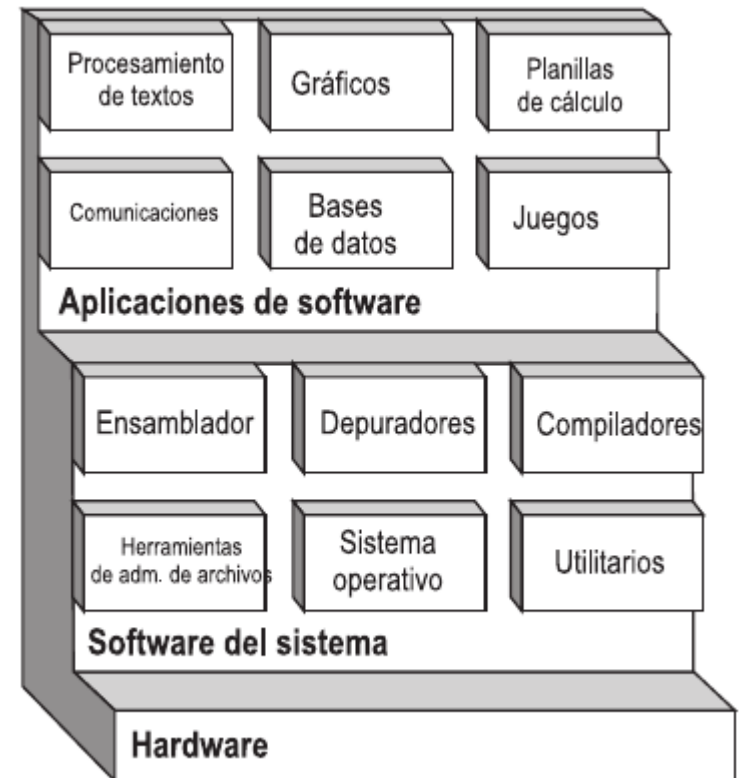 Procesamiento
de textos
Gráficos
Planillas
de cálculo
Comunicaciones
Bases
de datos
Juegos
Aplicaciones de software
Ensamblador
Depuradores
Compiladores
Herramientas
de adm. de archivos
Sistema
operativo
Utilitarios
Software del sistema
Hardware